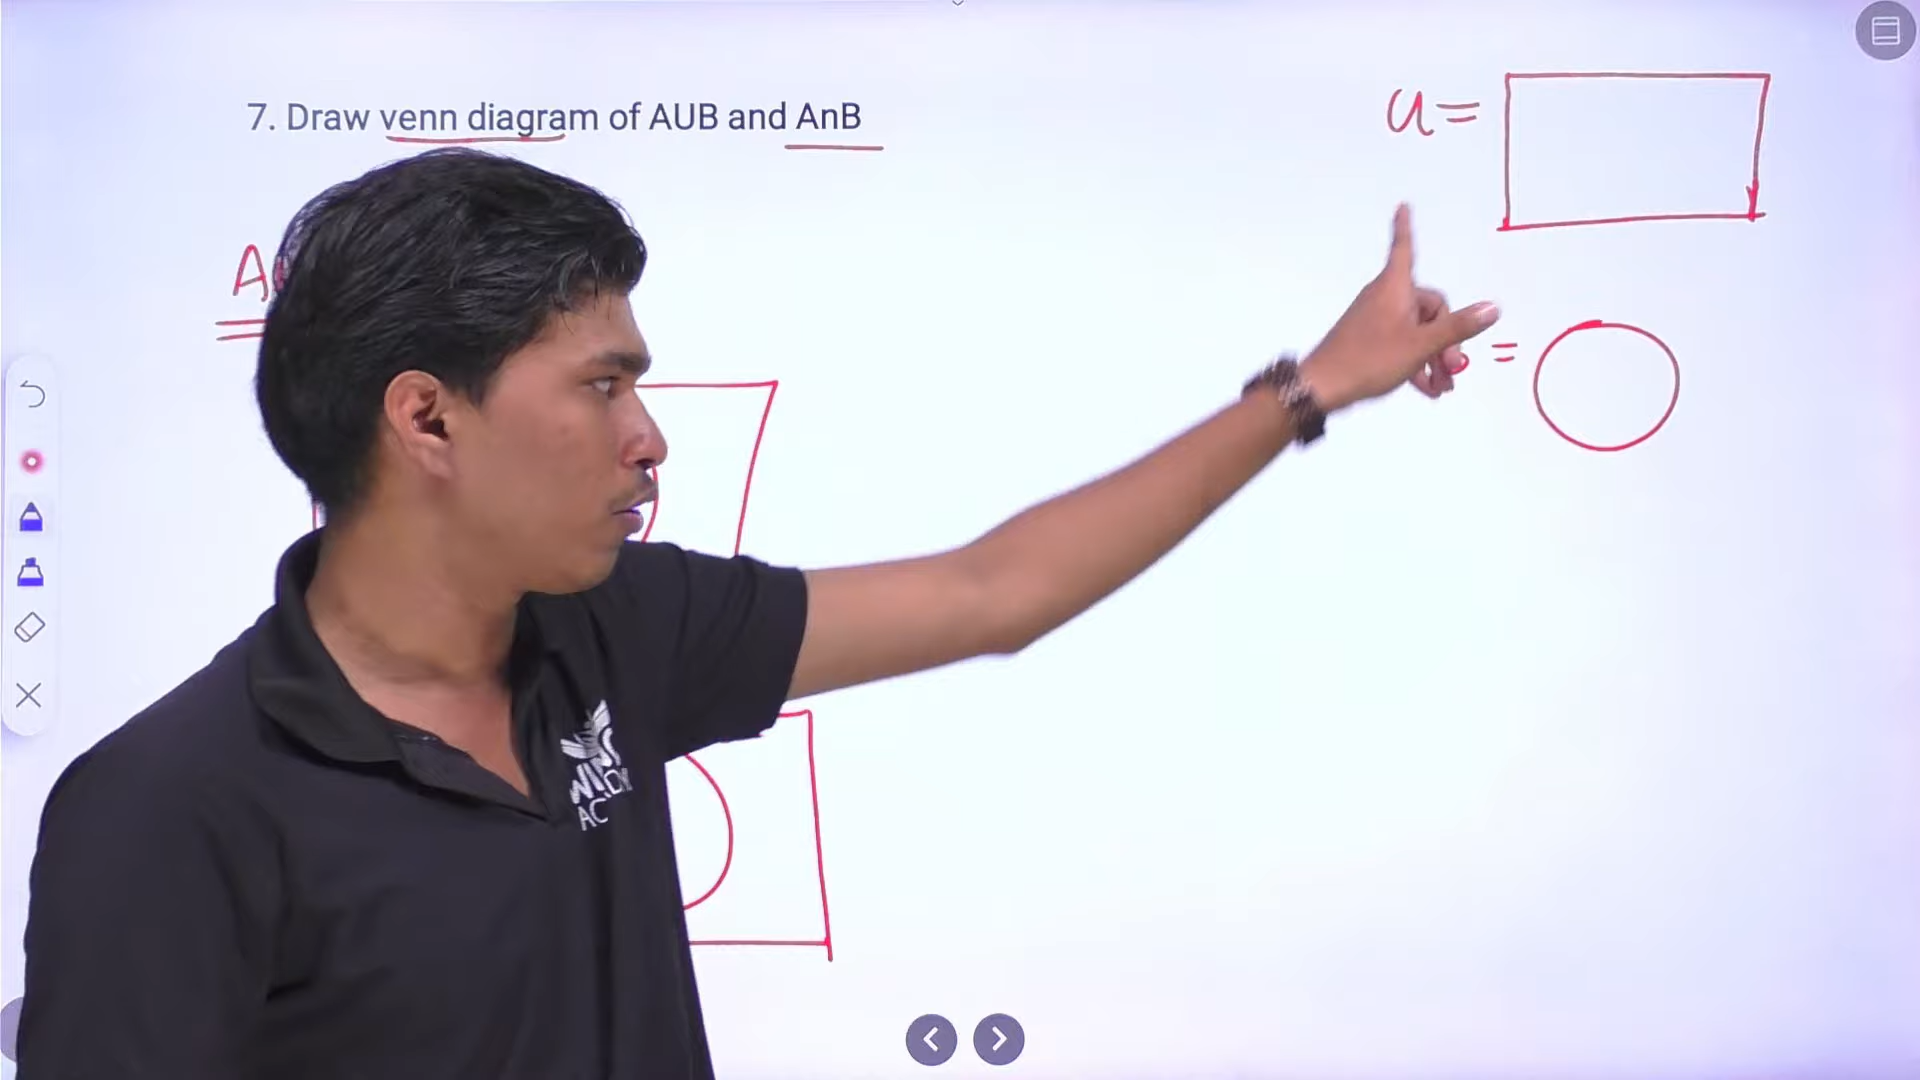 7. Draw venn diagram of AUB and AnB
u =
A
=